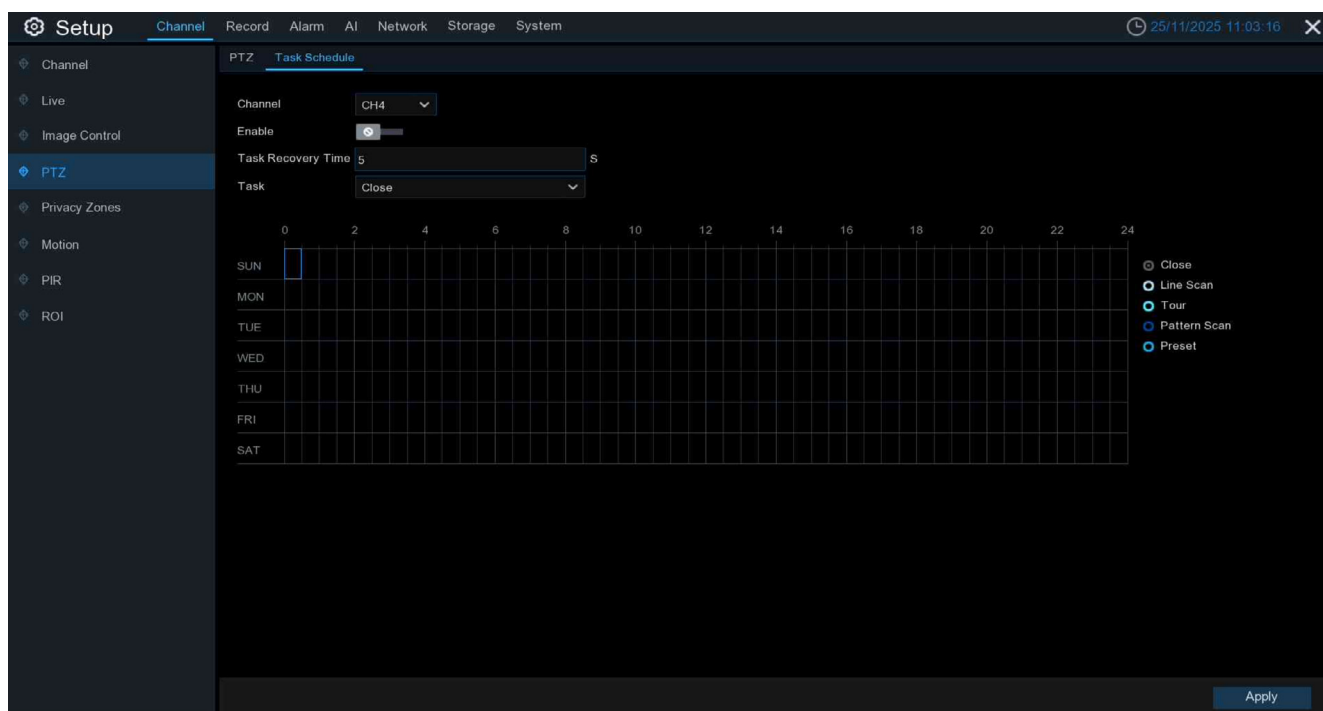 Setup Channel Record Alarm AI Network Storage System 25/11/2025 11:03:16
Channel
Live
Image Control
PTZ
Privacy Zones
Motion
PIR
ROI
PTZ Task Schedule
Channel CH4
Enable
Task Recovery Time 5 S
Task Close
0 2 4 6 8 10 12 14 16 18 20 22 24
SUN
MON
TUE
WED
THU
FRI
SAT
Close
Line Scan
Tour
Pattern Scan
Preset
Apply